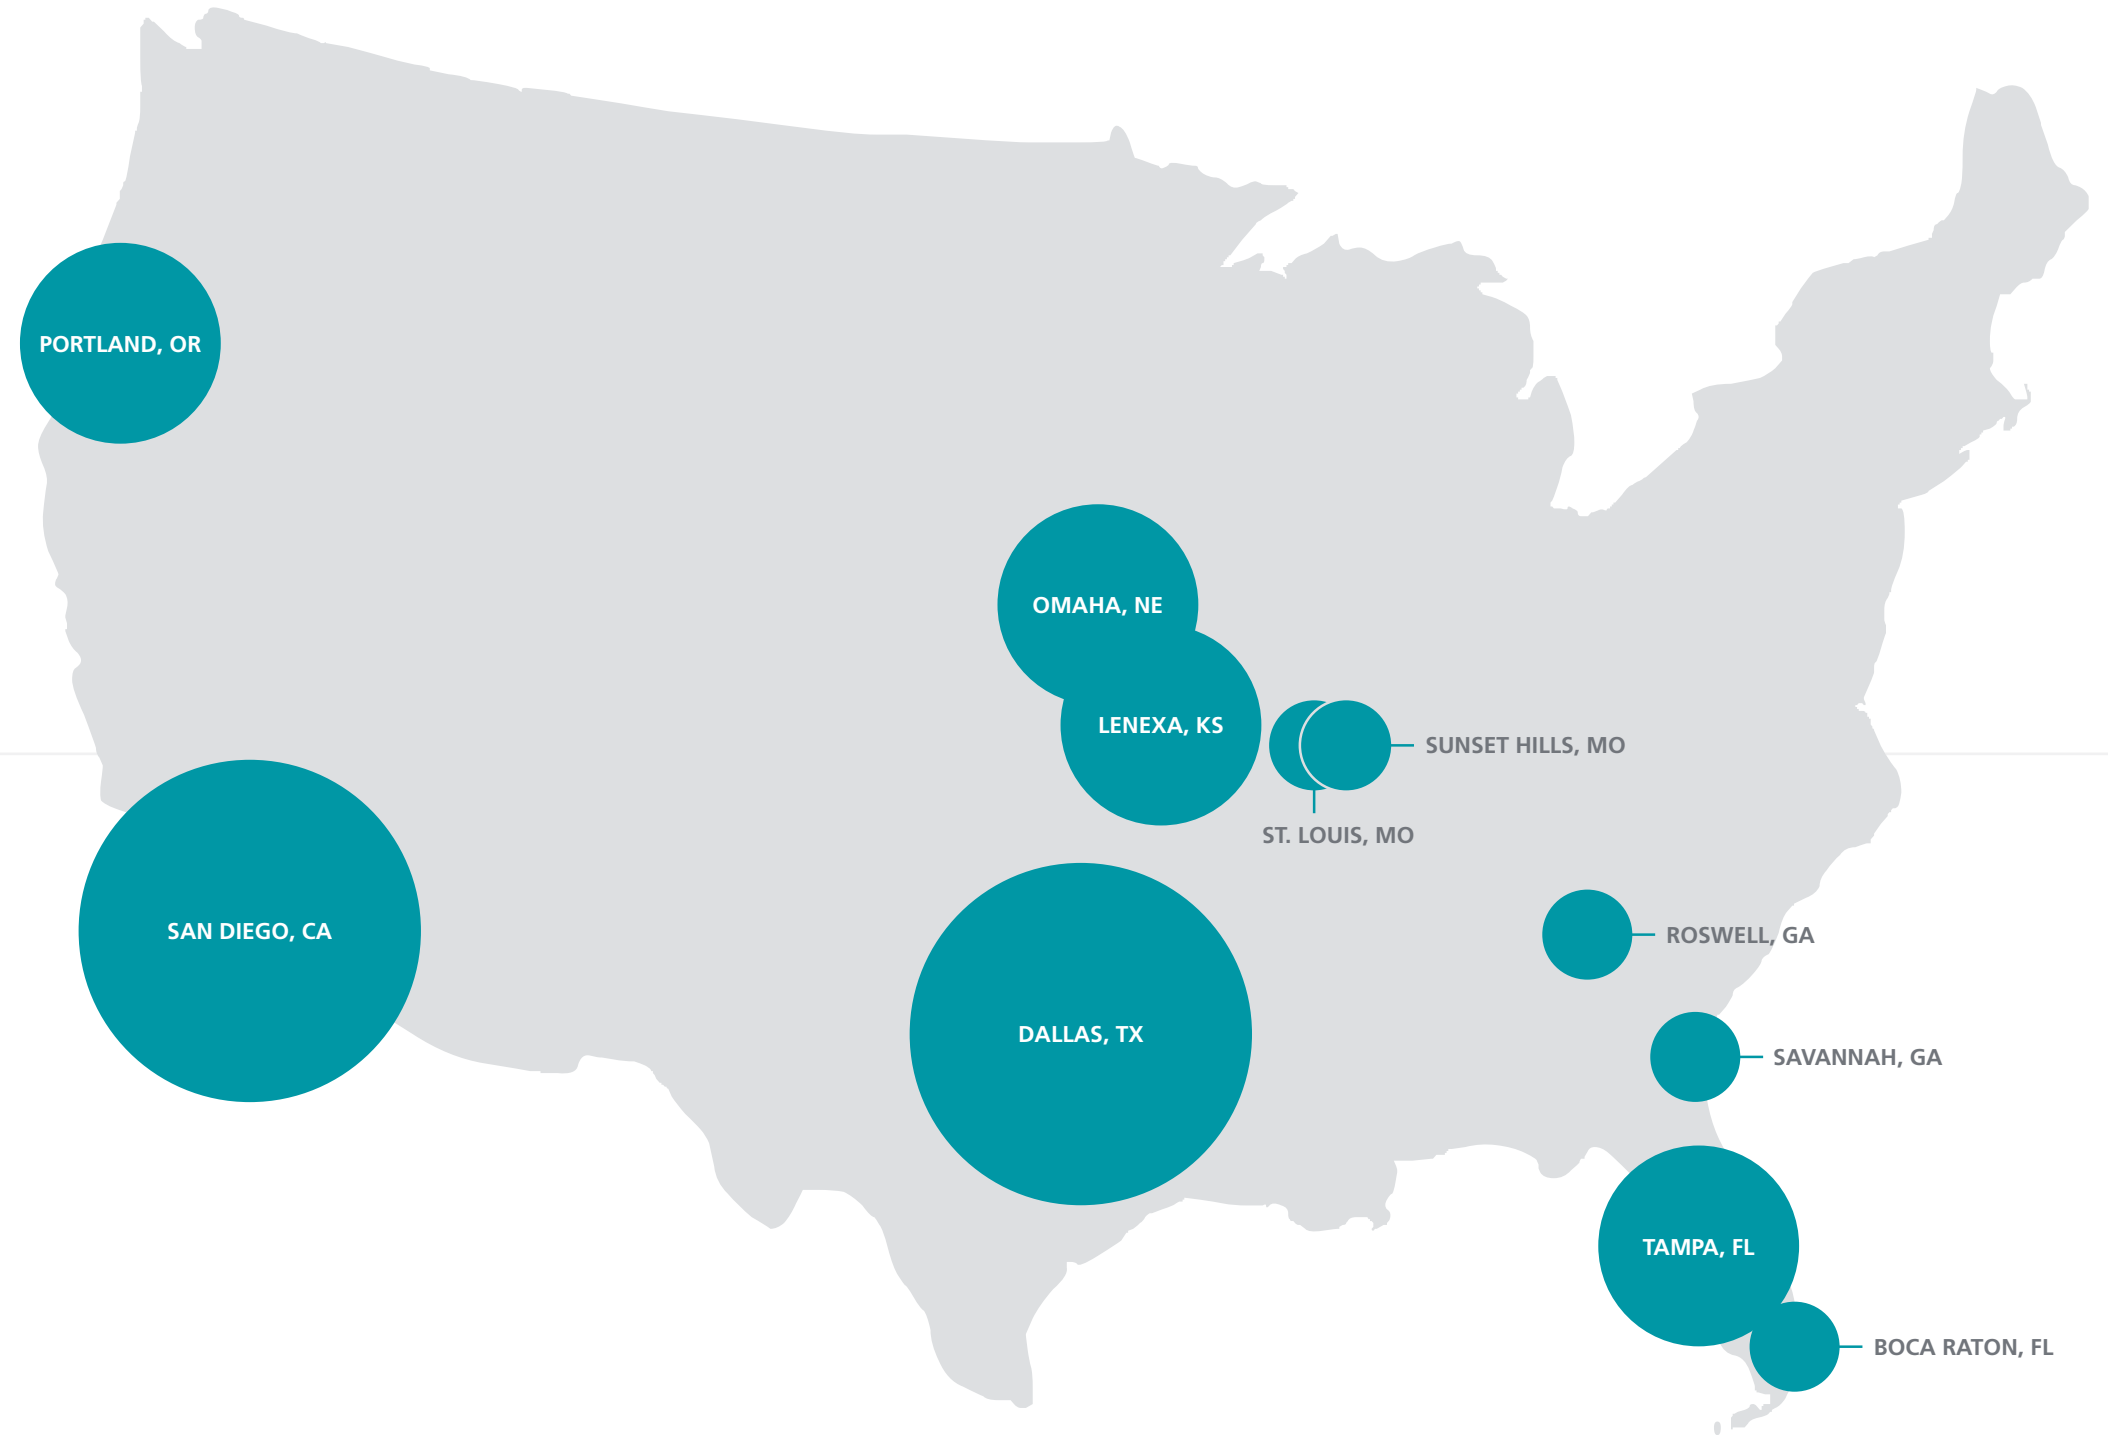 PORTLAND, OR
OMAHA, NE
LENEXA, KS
SUNSET HILLS, MO
ST. LOUIS, MO
SAN DIEGO, CA
ROSWELL, GA
DALLAS, TX
SAVANNAH, GA
TAMPA, FL
BOCA RATON, FL